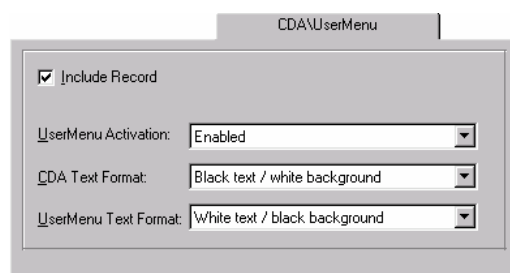 CDA\UserMenu
Include Record
UserMenu Activation: Enabled
CDA Text Format: Black text / white background
UserMenu Text Format: White text / black background